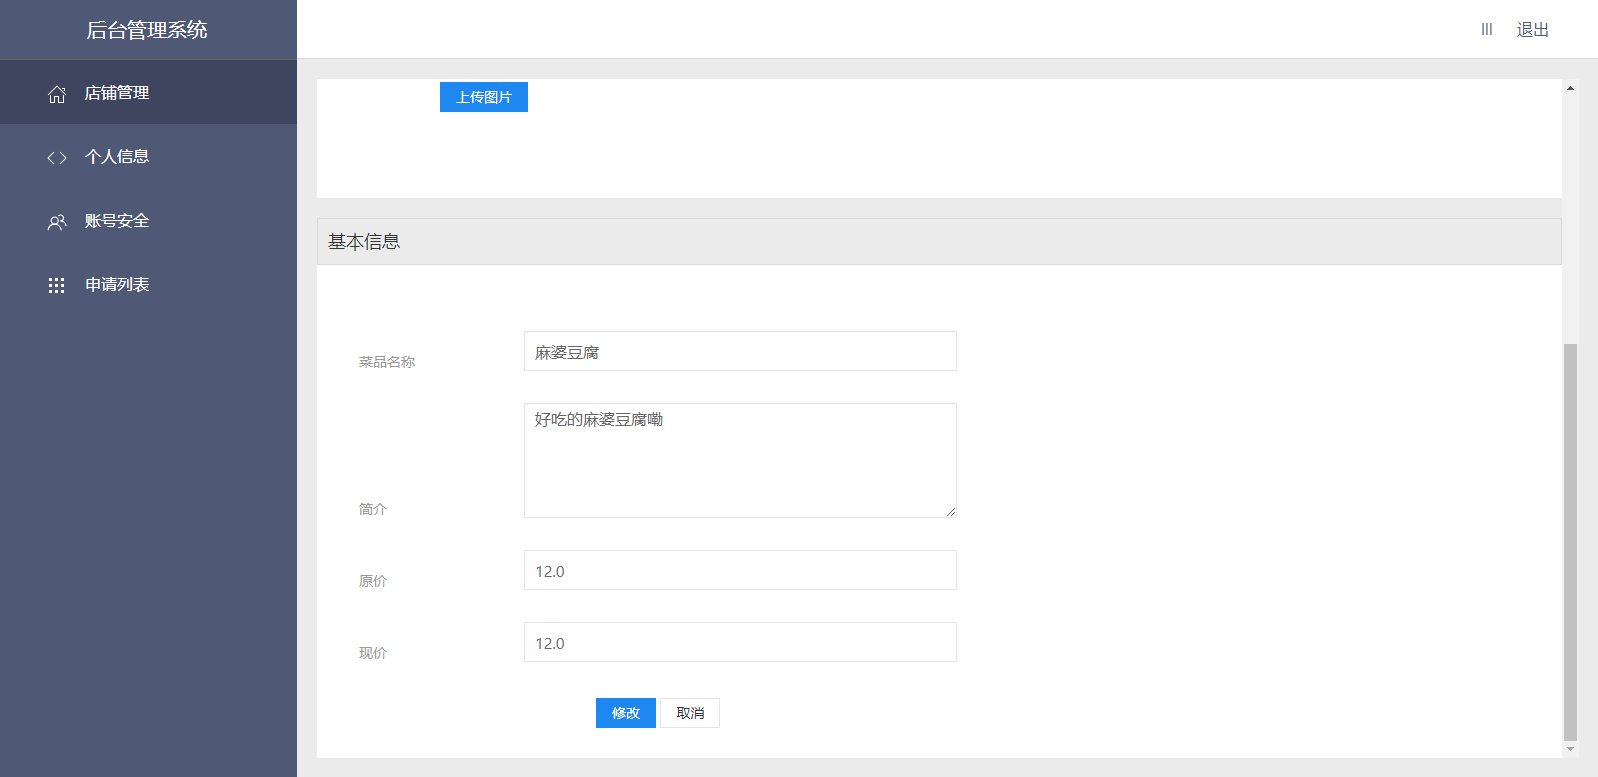 后台管理系统
退出
店铺管理
个人信息
账号安全
申请列表
上传图片
基本信息
菜品名称
麻婆豆腐
好吃的麻婆豆腐嘞
简介
原价
12.0
现价
12.0
修改
取消